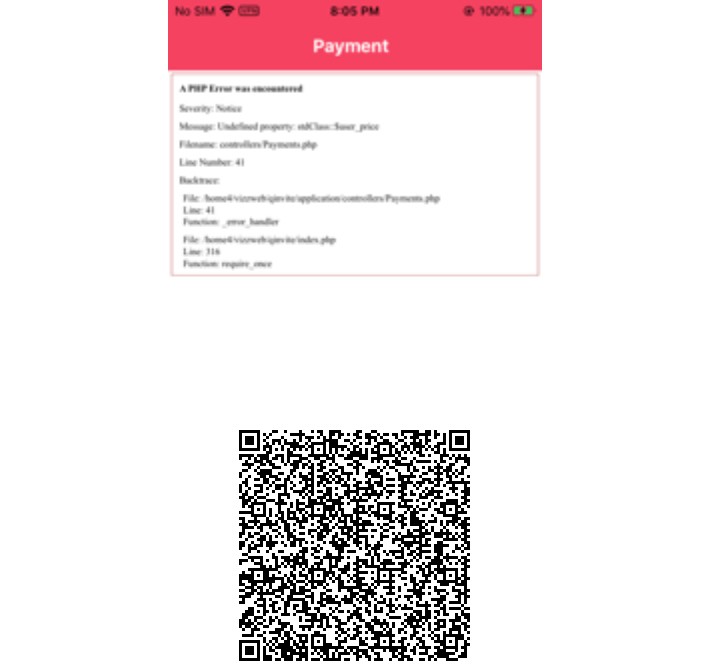 No SIM VPN 8:05 PM 100%
Payment
A PHP Error was encountered
Severity: Notice
Message: Undefined property: stdClass::$user_price
Filename: controllers/Payments.php
Line Number: 41
Backtrace:
File: /home4/vizzweb/qinvite/application/controllers/Payments.php
Line: 41
Function: _error_handler
File: /home4/vizzweb/qinvite/index.php
Line: 316
Function: require_once